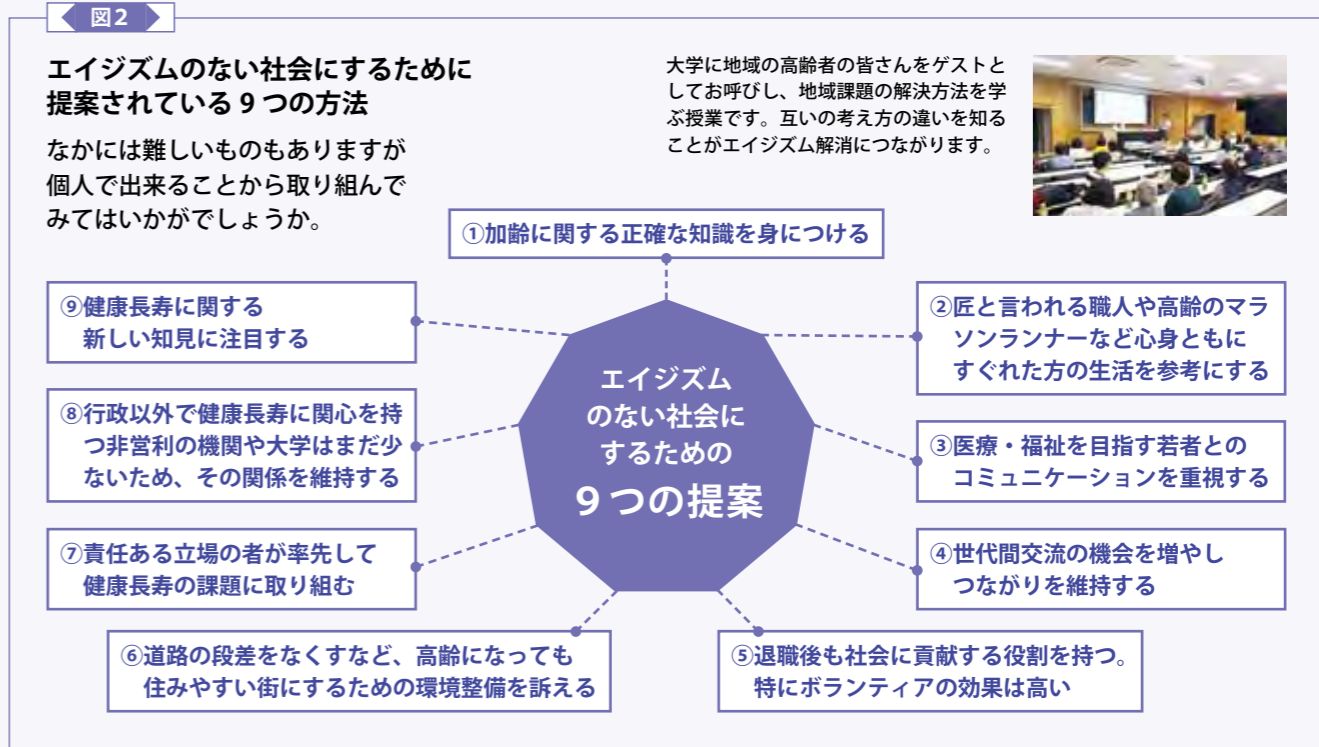 図2
エイジズムのない社会にするために
提案されている9つの方法
なかには難しいものもありますが
個人で出来ることから取り組んで
みてはいかがでしょうか。
大学に地域の高齢者の皆さんをゲストと
してお呼びし、地域課題の解決方法を学
ぶ授業です。互いの考え方の違いを知る
ことがエイジズム解消につながります。
エイジズム
のない社会に
するための
9つの提案
①加齢に関する正確な知識を身につける
②匠と言われる職人や高齢のマラ
ソンランナーなど心身ともに
すぐれた方の生活を参考にする
③医療・福祉を目指す若者との
コミュニケーションを重視する
④世代間交流の機会を増やし
つながりを維持する
⑤退職後も社会に貢献する役割を持つ。
特にボランティアの効果は高い
⑥道路の段差をなくすなど、高齢になっても
住みやすい街にするための環境整備を訴える
⑦責任ある立場の者が率先して
健康長寿の課題に取り組む
⑧行政以外で健康長寿に関心を持
つ非営利の機関や大学はまだ少
ないため、その関係を維持する
⑨健康長寿に関する
新しい知見に注目する